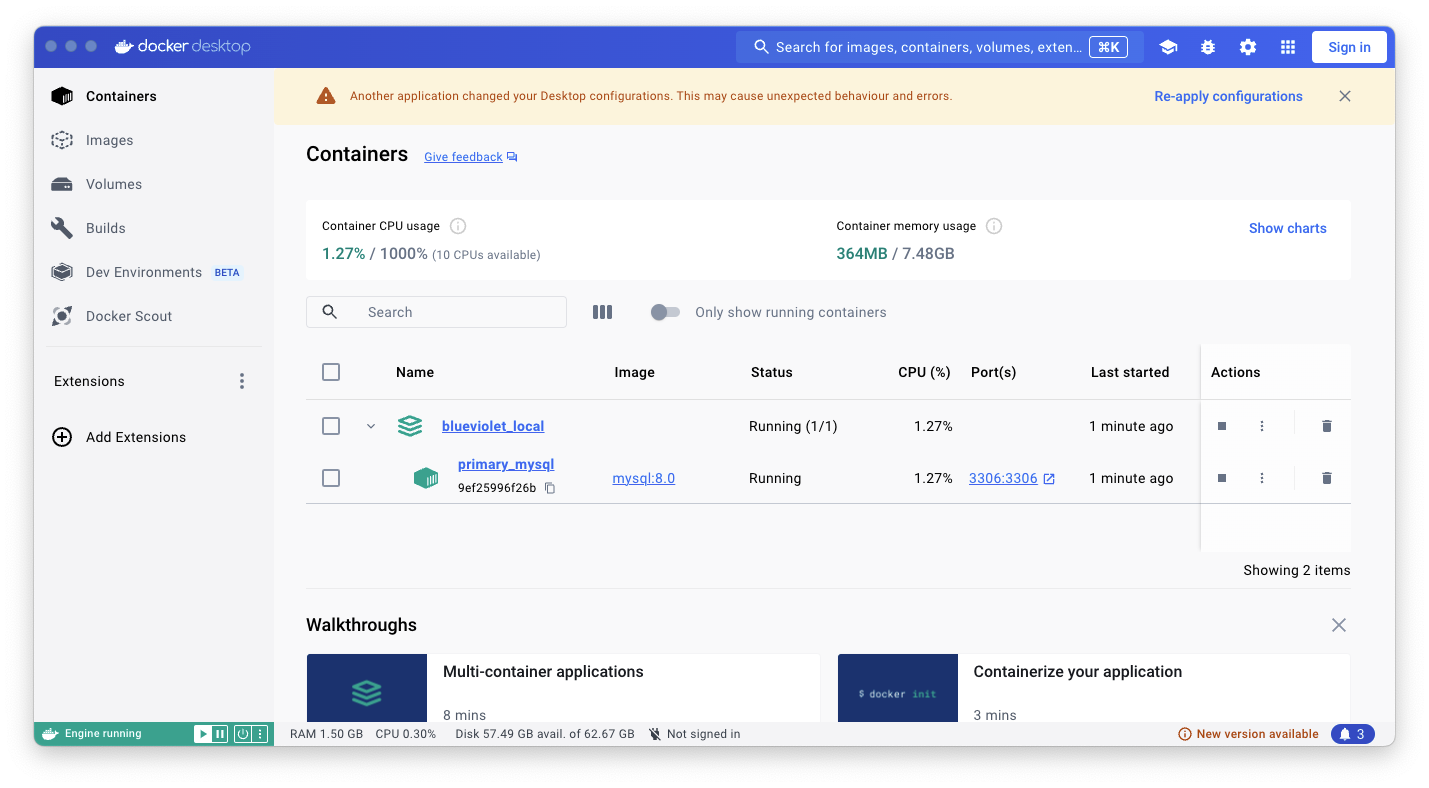 docker desktop
Search for images, containers, volumes, exten... ⌘K
Sign in
Containers
Images
Volumes
Builds
Dev Environments BETA
Docker Scout
Extensions
Add Extensions
Another application changed your Desktop configurations. This may cause unexpected behaviour and errors.
Re-apply configurations
Containers Give feedback
Container CPU usage
1.27% / 1000% (10 CPUs available)
Container memory usage
364MB / 7.48GB
Show charts
Search
Only show running containers
Name Image Status CPU (%) Port(s) Last started Actions
blueviolet_local Running (1/1) 1.27% 1 minute ago
primary_mysql
9ef25996f26b
mysql:8.0 Running 1.27% 3306:3306 1 minute ago
Showing 2 items
Walkthroughs
Multi-container applications
8 mins
$ docker init
Containerize your application
3 mins
Engine running
RAM 1.50 GB CPU 0.30% Disk 57.49 GB avail. of 62.67 GB Not signed in
New version available 3